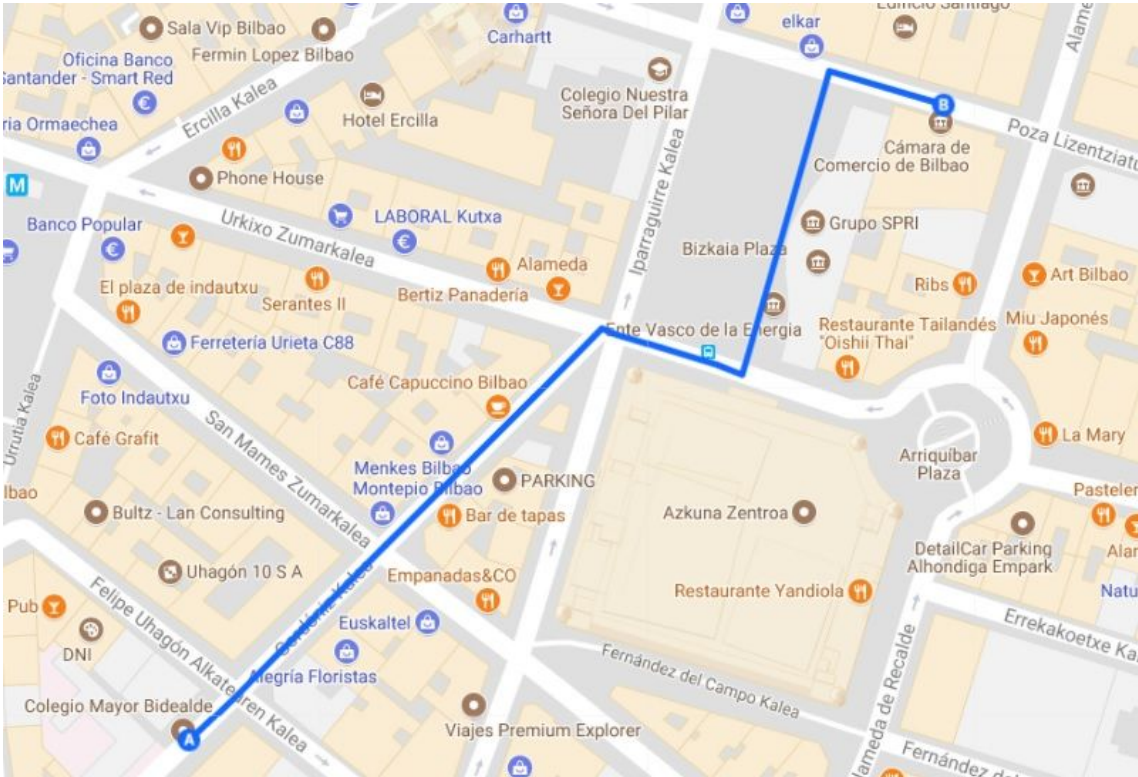 Sala Vip Bilbao
Fermin Lopez Bilbao
Carhartt
elkar
Edificio Santiago
Alame
Oficina Banco
Santander - Smart Red
€
Ercilla Kalea
Hotel Ercilla
Colegio Nuestra
Señora Del Pilar
B
Poza Lizentziatu
Cámara de
Comercio de Bilbao
ria Ormaechea
M
Phone House
Banco Popular
€
Urkixo Zumarkalea
LABORAL Kutxa
€
Iparraguirre Kalea
Grupo SPRI
Bizkaia Plaza
El plaza de indautxu
Serantes II
Alameda
Bertiz Panadería
Ribs
Art Bilbao
Ente Vasco de la Energia
Restaurante Tailandés
"Oishii Thai"
Miu Japonés
Ferretería Urieta C88
Foto Indautxu
Café Capuccino Bilbao
Urrutia Kalea
Café Grafit
San Mames Zumarkalea
La Mary
Arriquíbar
Plaza
Menkes Bilbao
Montepio Bilbao
PARKING
lbao
Bultz - Lan Consulting
Bar de tapas
Azkuna Zentroa
Pasteler
DetailCar Parking
Alhondiga Empark
Alar
Uhagón 10 S A
Empanadas&CO
Restaurante Yandiola
Natu
Pub
DNI
Felipe Uhagón Alkatearen Kalea
Gordóniz Kalea
Euskaltel
Alegría Floristas
Errekakoetxe Ka
Fernández del Campo Kalea
Colegio Mayor Bidealde
A
Viajes Premium Explorer
lameda de Recalde
Fernández del